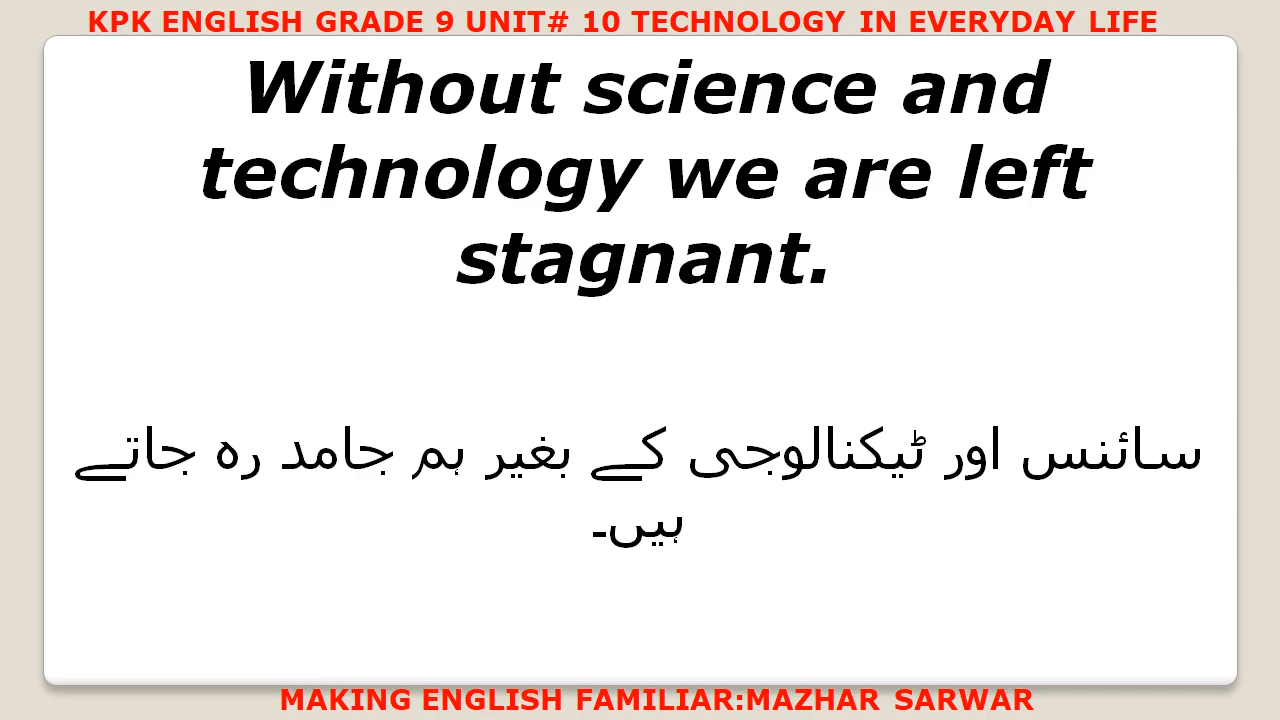 KPK ENGLISH GRADE 9 UNIT# 10 TECHNOLOGY IN EVERYDAY LIFE
Without science and
technology we are left
stagnant.
سائنس اور ٹیکنالوجی کے بغیر ہم جامد رہ جاتے
ہیں۔
MAKING ENGLISH FAMILIAR:MAZHAR SARWAR